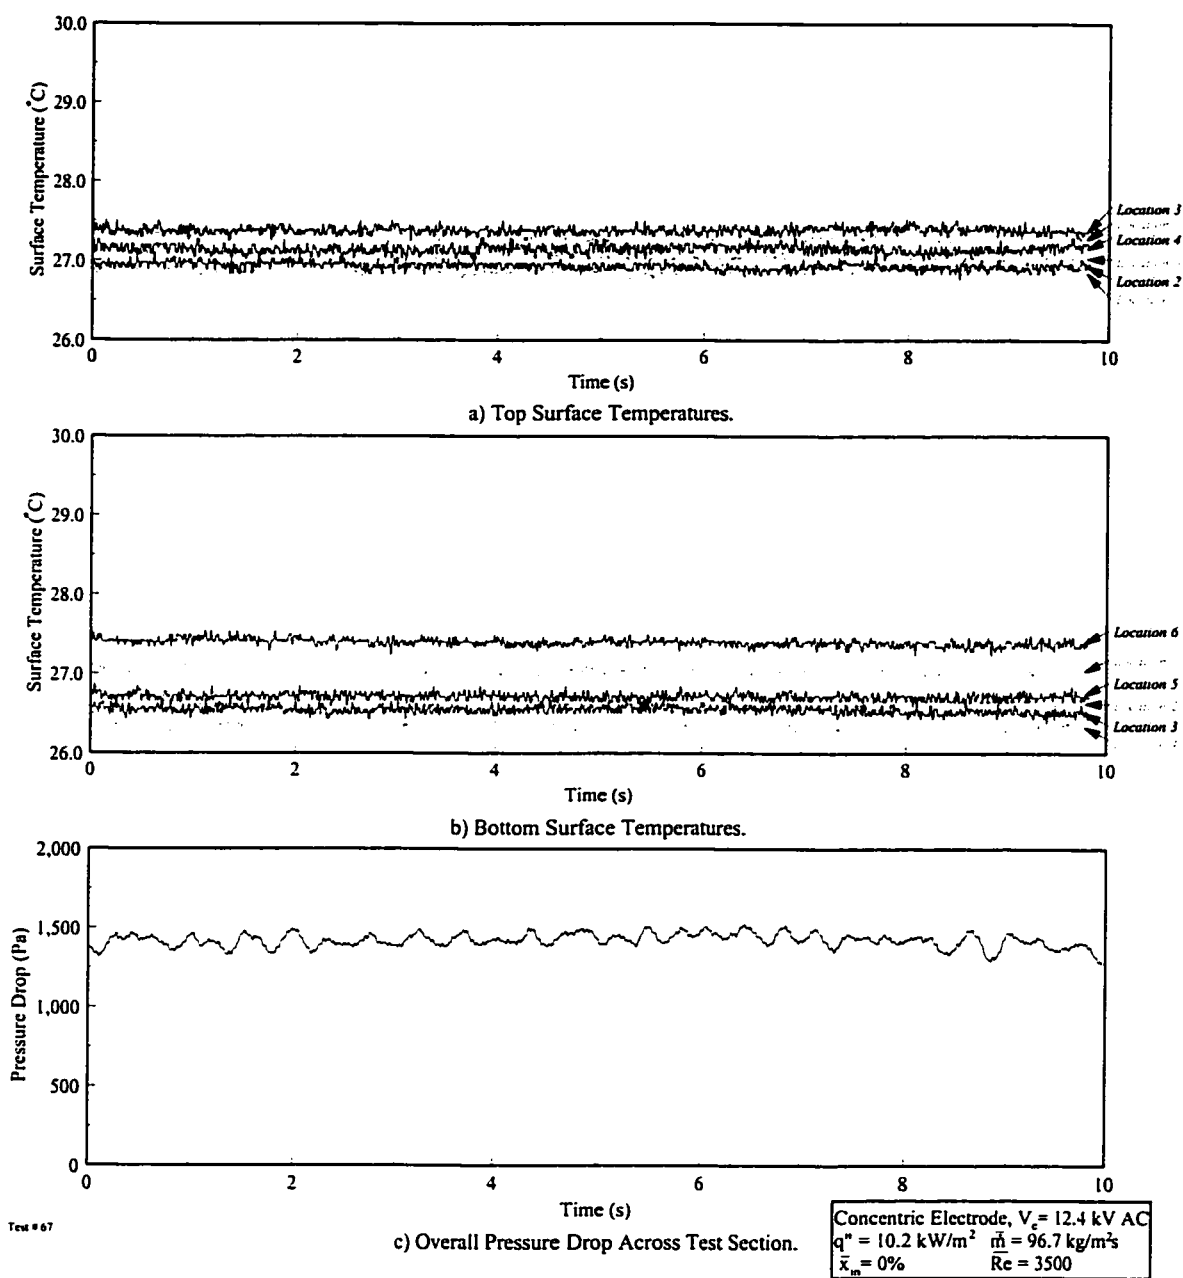 30.0
29.0
28.0
27.0
26.0
Surface Temperature (°C)
Location 3
Location 4
Location 2
0 2 4 6 8 10
Time (s)
a) Top Surface Temperatures.
30.0
29.0
28.0
27.0
26.0
Surface Temperature (°C)
Location 6
Location 5
Location 3
0 2 4 6 8 10
Time (s)
b) Bottom Surface Temperatures.
2,000
1,500
1,000
500
0
Pressure Drop (Pa)
0 2 4 6 8 10
Time (s)
Test # 67
c) Overall Pressure Drop Across Test Section.
Concentric Electrode, Vₑ= 12.4 kV AC
q" = 10.2 kW/m² ṁ = 96.7 kg/m²s
x̄ᵢₙ= 0% R̅e̅ = 3500